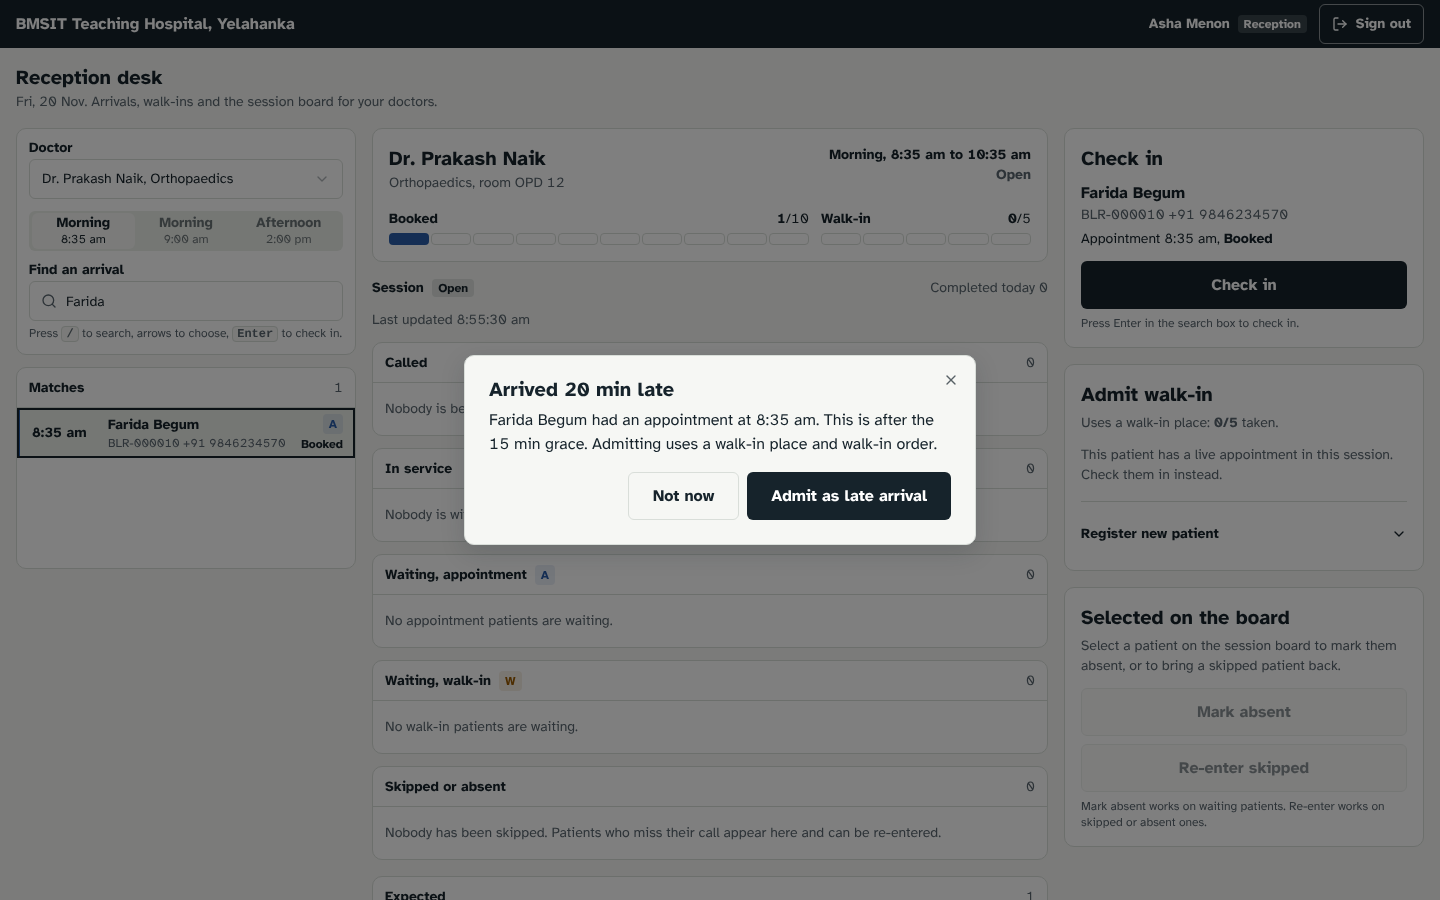 BMSIT Teaching Hospital, Yelahanka
Asha Menon Reception Sign out
Reception desk
Fri, 20 Nov. Arrivals, walk-ins and the session board for your doctors.
Doctor
Dr. Prakash Naik, Orthopaedics
Morning Morning Afternoon
8:35 am 9:00 am 2:00 pm
Find an arrival
Farida
Press / to search, arrows to choose, Enter to check in.
Matches 1
8:35 am Farida Begum A
BLR-000010 +91 9846234570 Booked
Dr. Prakash Naik
Orthopaedics, room OPD 12
Morning, 8:35 am to 10:35 am
Open
Booked 1/10 Walk-in 0/5
Session Open Completed today 0
Last updated 8:55:30 am
Called 0
Nobody is be
In service 0
Nobody is wi
Arrived 20 min late
Farida Begum had an appointment at 8:35 am. This is after the
15 min grace. Admitting uses a walk-in place and walk-in order.
Not now Admit as late arrival
Waiting, appointment A 0
No appointment patients are waiting.
Waiting, walk-in W 0
No walk-in patients are waiting.
Skipped or absent 0
Nobody has been skipped. Patients who miss their call appear here and can be re-entered.
Expected 1
Check in
Farida Begum
BLR-000010 +91 9846234570
Appointment 8:35 am, Booked
Check in
Press Enter in the search box to check in.
Admit walk-in
Uses a walk-in place: 0/5 taken.
This patient has a live appointment in this session.
Check them in instead.
Register new patient
Selected on the board
Select a patient on the session board to mark them
absent, or to bring a skipped patient back.
Mark absent
Re-enter skipped
Mark absent works on waiting patients. Re-enter works on
skipped or absent ones.